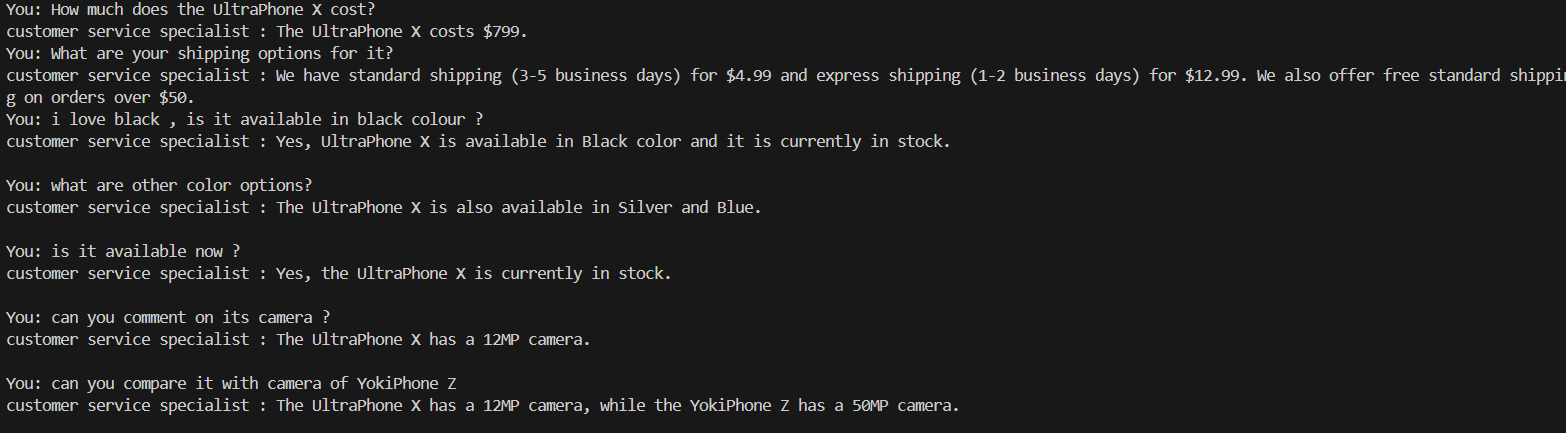 You: How much does the UltraPhone X cost?
customer service specialist : The UltraPhone X costs $799.
You: What are your shipping options for it?
customer service specialist : We have standard shipping (3-5 business days) for $4.99 and express shipping (1-2 business days) for $12.99. We also offer free standard shippin
g on orders over $50.
You: i love black , is it available in black colour ?
customer service specialist : Yes, UltraPhone X is available in Black color and it is currently in stock.
You: what are other color options?
customer service specialist : The UltraPhone X is also available in Silver and Blue.
You: is it available now ?
customer service specialist : Yes, the UltraPhone X is currently in stock.
You: can you comment on its camera ?
customer service specialist : The UltraPhone X has a 12MP camera.
You: can you compare it with camera of YokiPhone Z
customer service specialist : The UltraPhone X has a 12MP camera, while the YokiPhone Z has a 50MP camera.